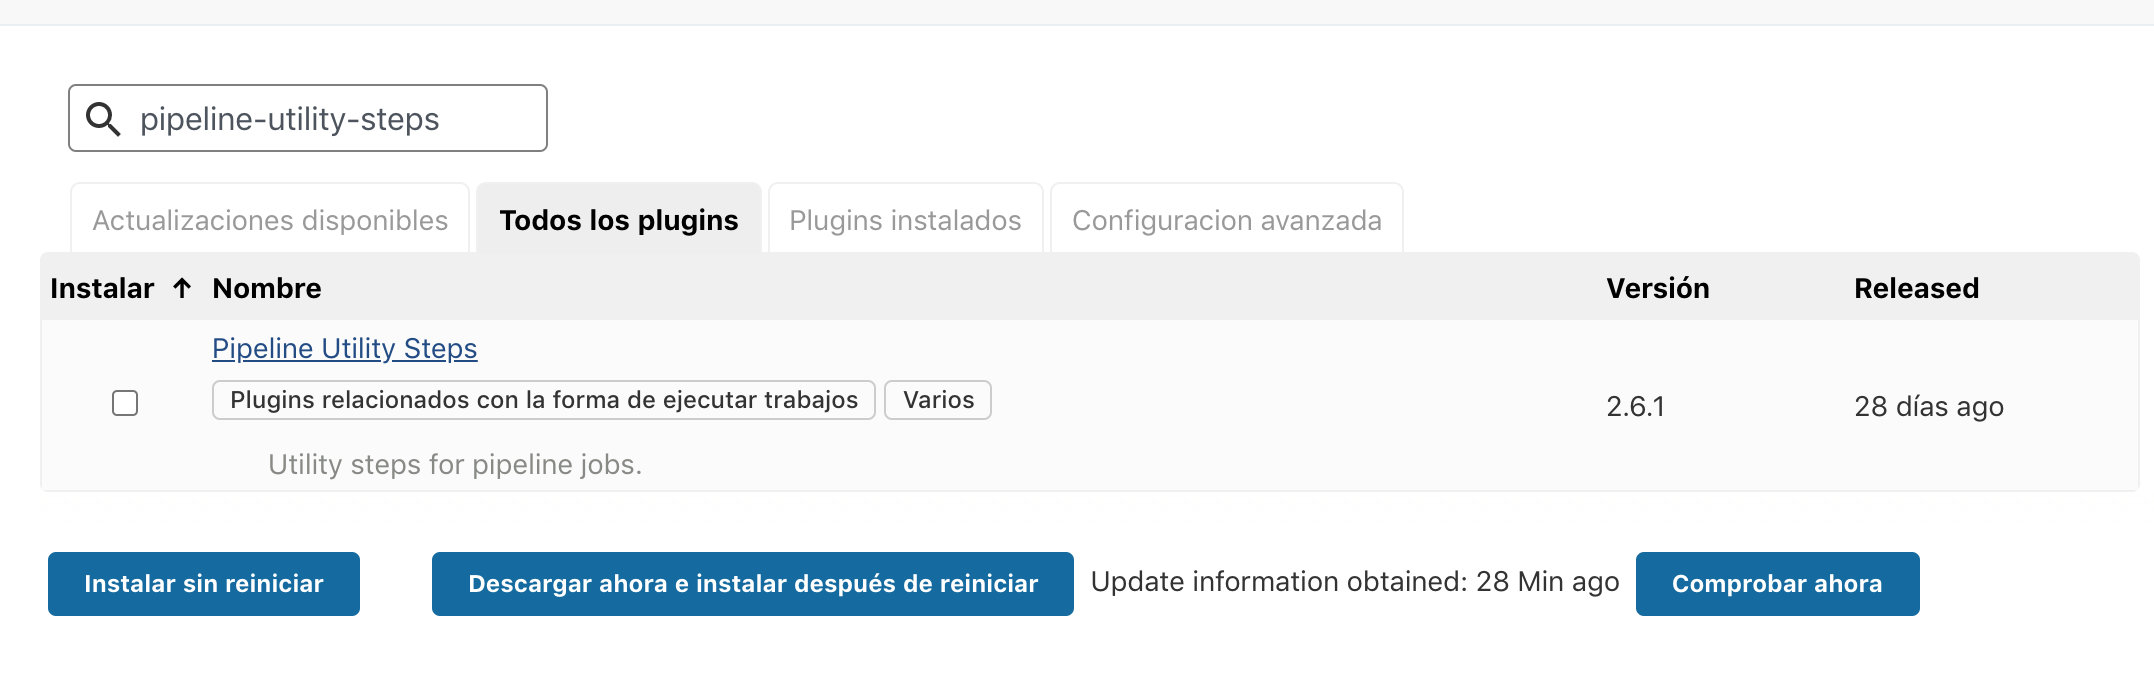 pipeline-utility-steps
Actualizaciones disponibles Todos los plugins Plugins instalados Configuracion avanzada
Instalar ↑ Nombre Versión Released
Pipeline Utility Steps
Plugins relacionados con la forma de ejecutar trabajos Varios
2.6.1 28 días ago
Utility steps for pipeline jobs.
Instalar sin reiniciar Descargar ahora e instalar después de reiniciar Update information obtained: 28 Min ago Comprobar ahora